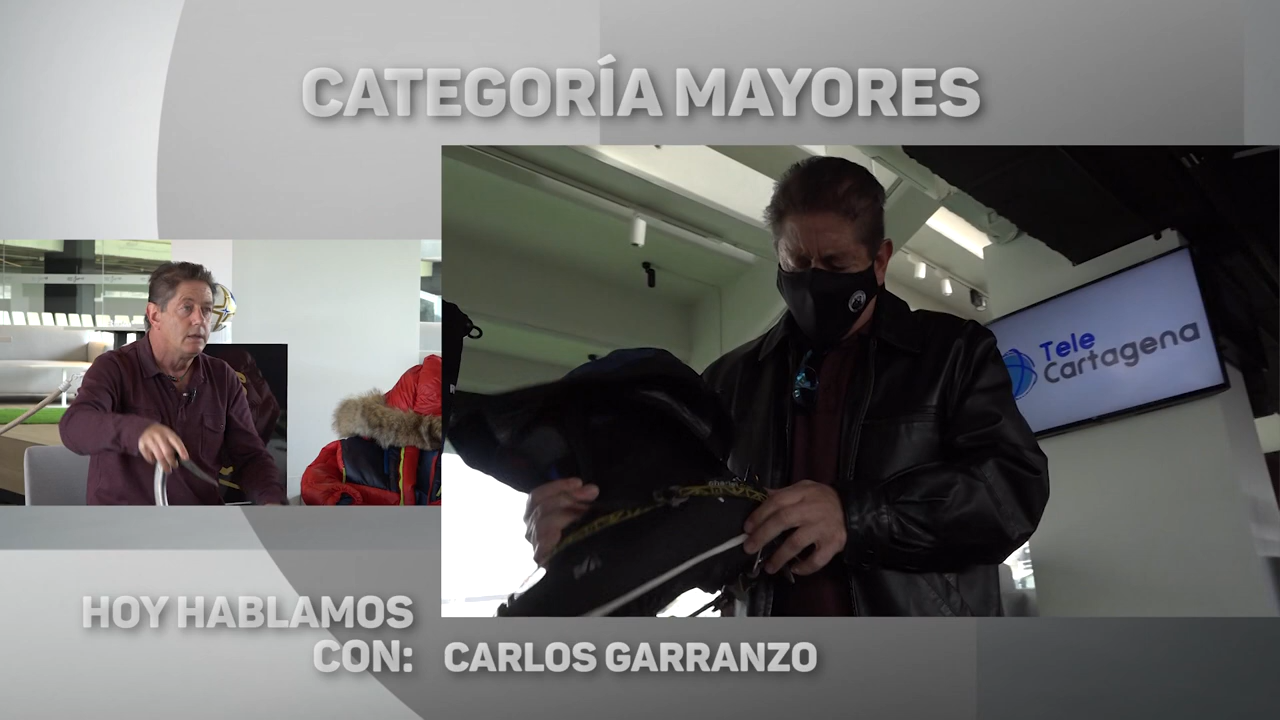 CATEGORÍA MAYORES
Tele
Cartagena
HOY HABLAMOS
CON: CARLOS GARRANZO